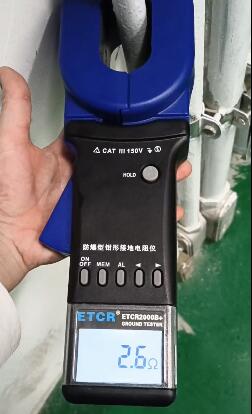 ⚠ CAT III 150V
HOLD
防爆型钳形接地电阻仪
ON OFF MEM AL ◄ ►
ETCR ETCR2000B+
GROUND TESTER
2.6Ω